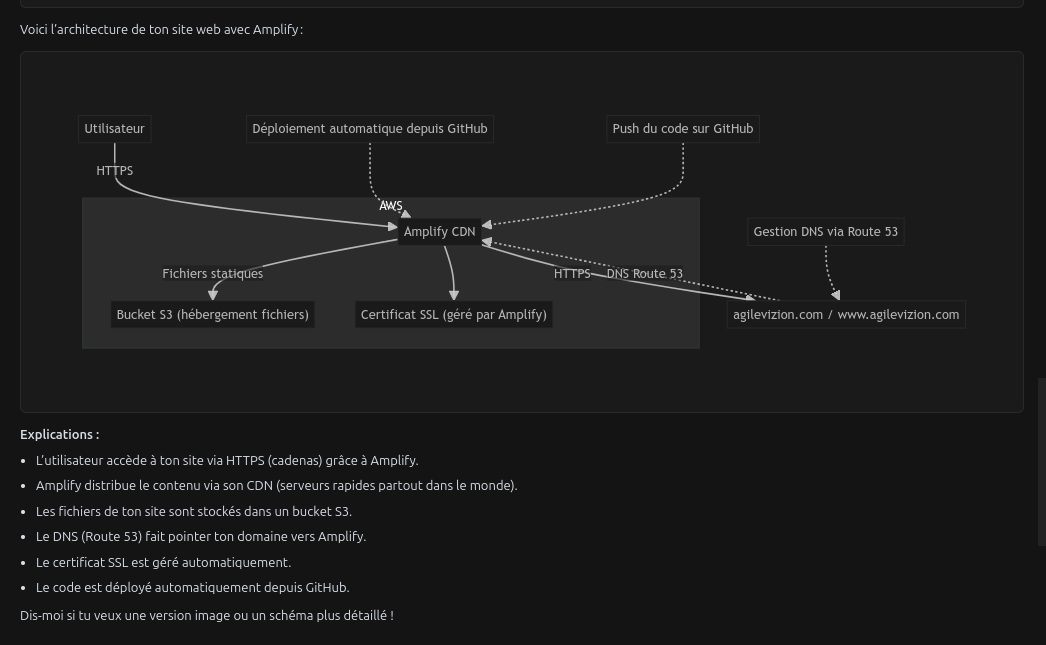 Voici l'architecture de ton site web avec Amplify :
Utilisateur
Déploiement automatique depuis GitHub
Push du code sur GitHub
HTTPS
AWS
Amplify CDN
Gestion DNS via Route 53
Fichiers statiques
HTTPS
DNS Route 53
Bucket S3 (hébergement fichiers)
Certificat SSL (géré par Amplify)
agilevizion.com / www.agilevizion.com
Explications :
• L'utilisateur accède à ton site via HTTPS (cadenas) grâce à Amplify.
• Amplify distribue le contenu via son CDN (serveurs rapides partout dans le monde).
• Les fichiers de ton site sont stockés dans un bucket S3.
• Le DNS (Route 53) fait pointer ton domaine vers Amplify.
• Le certificat SSL est géré automatiquement.
• Le code est déployé automatiquement depuis GitHub.
Dis-moi si tu veux une version image ou un schéma plus détaillé !